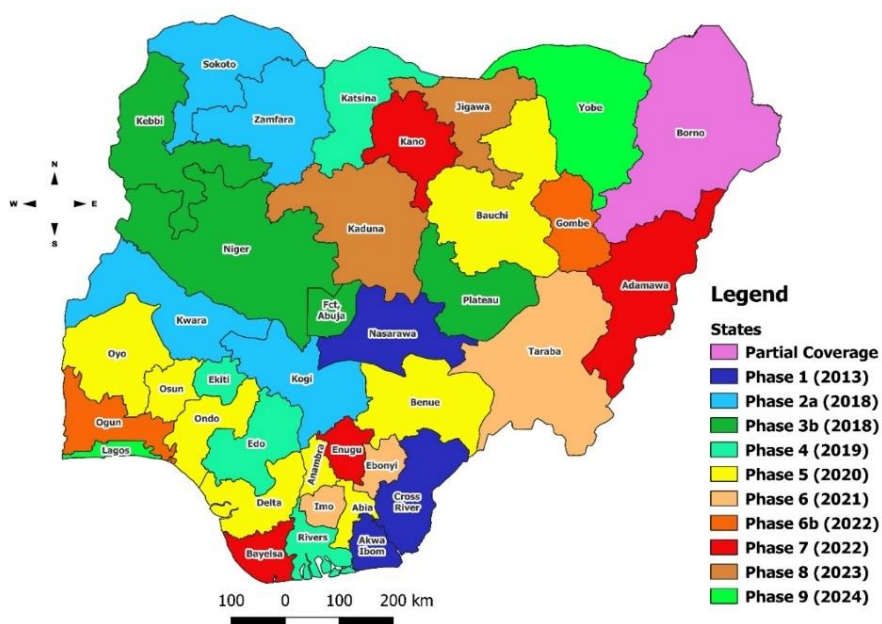 Sokoto
Katsina
Jigawa
Yobe
Kebbi
Zamfara
Kano
Borno
N
W E
S
Bauchi
Gombe
Kaduna
Niger
Adamawa
Fct,
Abuja
Plateau
Kwara
Nasarawa
Taraba
Oyo
Osun
Ekiti
Kogi
Benue
Ogun
Ondo
Lagos
Edo
Enugu
Anambra
Ebonyi
Delta
Imo
Abia
Cross
River
Bayelsa
Rivers
Akwa
Ibom
100 0 100 200 km
Legend
States
Partial Coverage
Phase 1 (2013)
Phase 2a (2018)
Phase 3b (2018)
Phase 4 (2019)
Phase 5 (2020)
Phase 6 (2021)
Phase 6b (2022)
Phase 7 (2022)
Phase 8 (2023)
Phase 9 (2024)